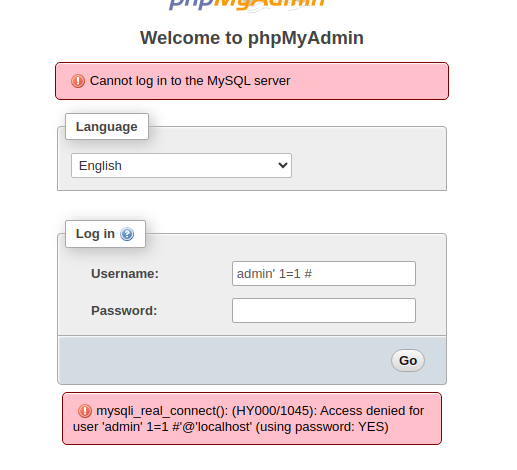 phpMyAdmin
Welcome to phpMyAdmin
Cannot log in to the MySQL server
Language
English
Log in
Username:
admin' 1=1 #
Password:
Go
mysqli_real_connect(): (HY000/1045): Access denied for
user 'admin' 1=1 #'@'localhost' (using password: YES)